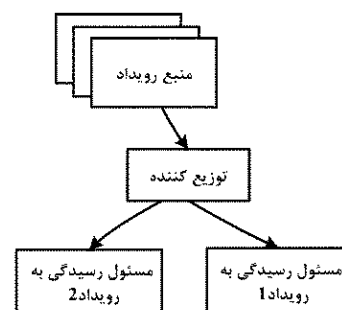 منبع رویداد
توزیع کننده
مسئول رسیدگی به
رویداد1
مسئول رسیدگی به
رویداد2